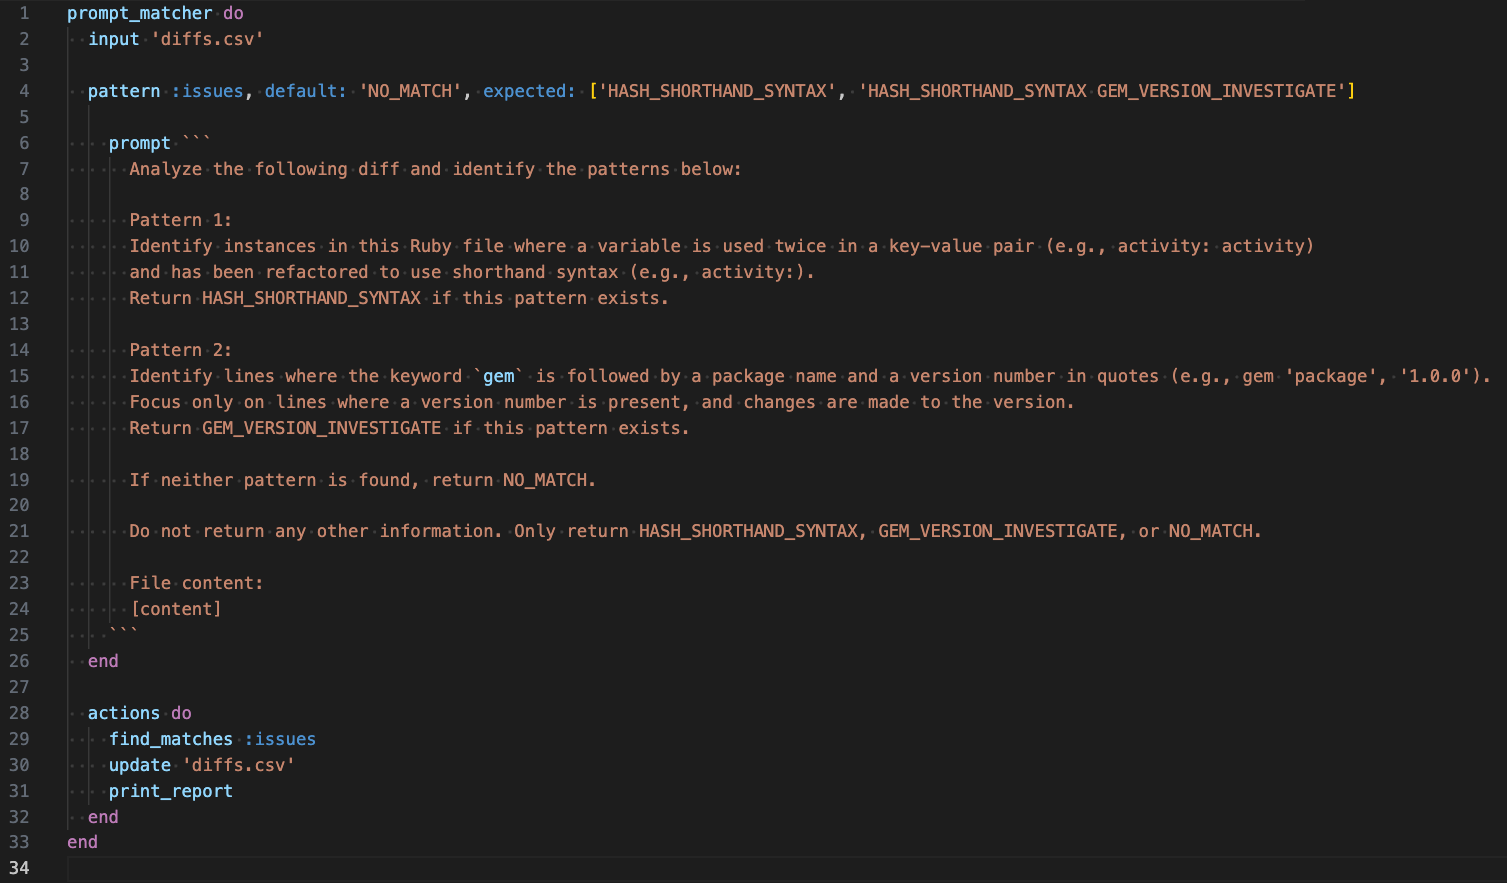 1 prompt_matcher do
2 input 'diffs.csv'
3
4 pattern :issues, default: 'NO_MATCH', expected: ['HASH_SHORTHAND_SYNTAX', 'HASH_SHORTHAND_SYNTAX GEM_VERSION_INVESTIGATE']
5
6 prompt ```
7 Analyze the following diff and identify the patterns below:
8
9 Pattern 1:
10 Identify instances in this Ruby file where a variable is used twice in a key-value pair (e.g., activity: activity)
11 and has been refactored to use shorthand syntax (e.g., activity:).
12 Return HASH_SHORTHAND_SYNTAX if this pattern exists.
13
14 Pattern 2:
15 Identify lines where the keyword `gem` is followed by a package name and a version number in quotes (e.g., gem 'package', '1.0.0').
16 Focus only on lines where a version number is present, and changes are made to the version.
17 Return GEM_VERSION_INVESTIGATE if this pattern exists.
18
19 If neither pattern is found, return NO_MATCH.
20
21 Do not return any other information. Only return HASH_SHORTHAND_SYNTAX, GEM_VERSION_INVESTIGATE, or NO_MATCH.
22
23 File content:
24 [content]
25 ```
26 end
27
28 actions do
29 find_matches :issues
30 update 'diffs.csv'
31 print_report
32 end
33 end
34